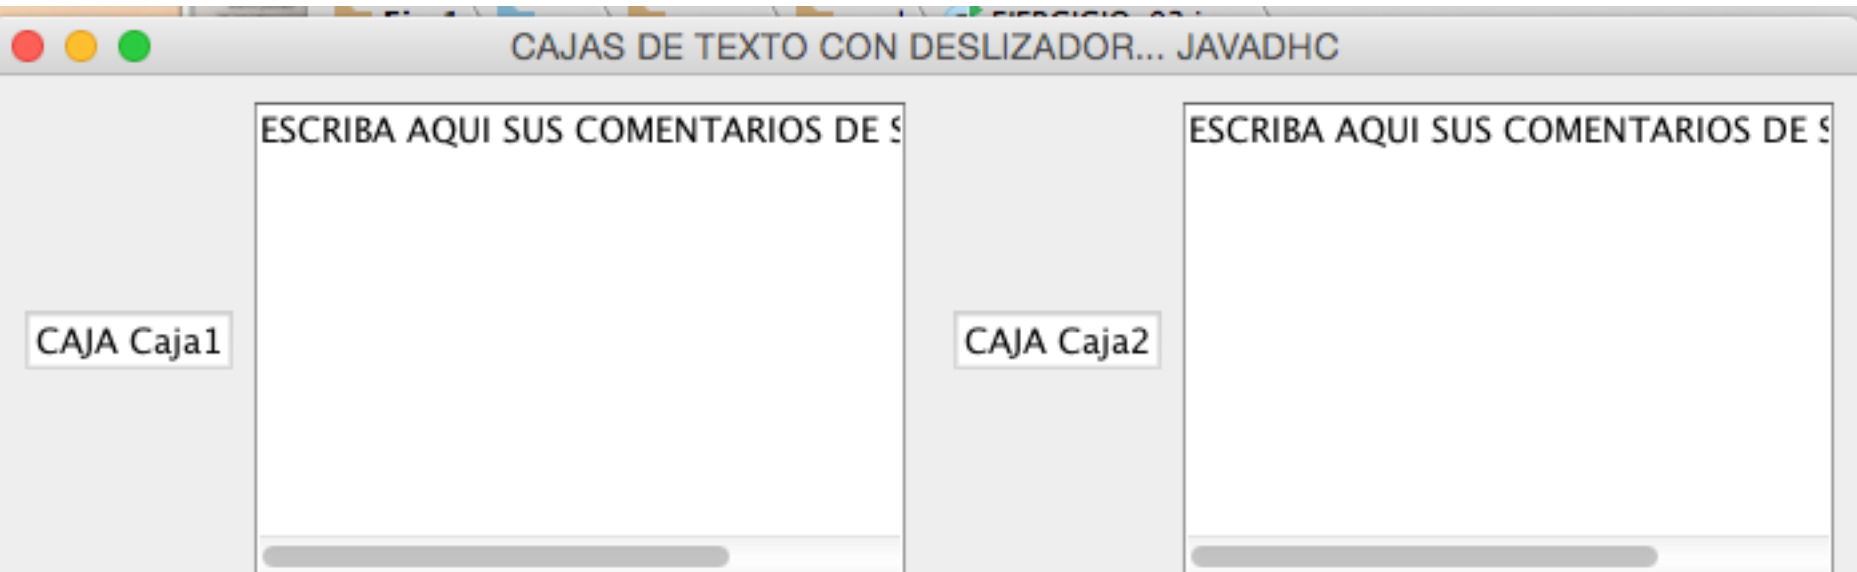 CAJAS DE TEXTO CON DESLIZADOR... JAVADHC
ESCRIBA AQUI SUS COMENTARIOS DE
CAJA Caja1
ESCRIBA AQUI SUS COMENTARIOS DE
CAJA Caja2